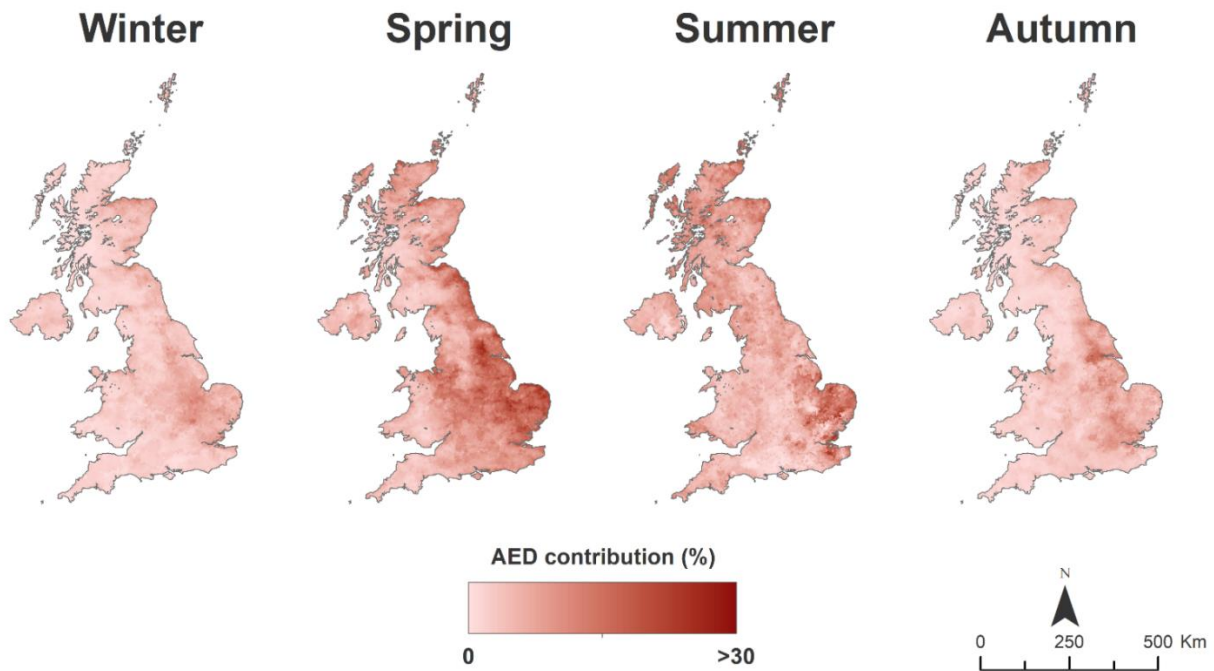 Winter Spring Summer Autumn
AED contribution (%)
0 >30
N
0 250 500 Km